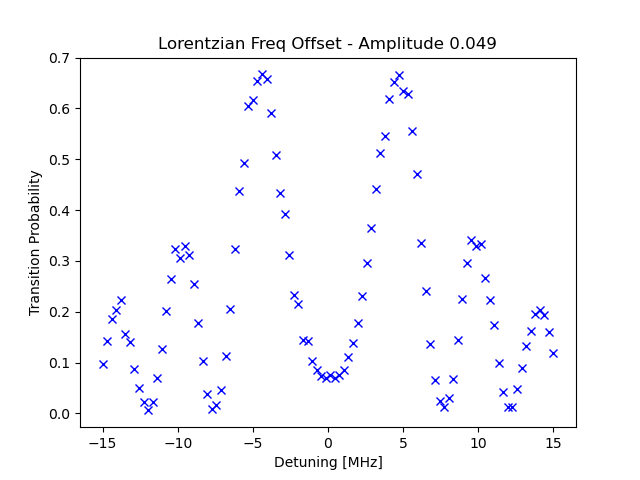 Lorentzian Freq Offset - Amplitude 0.049
Transition Probability
0.7
0.6
0.5
0.4
0.3
0.2
0.1
0.0
−15 −10 −5 0 5 10 15
Detuning [MHz]